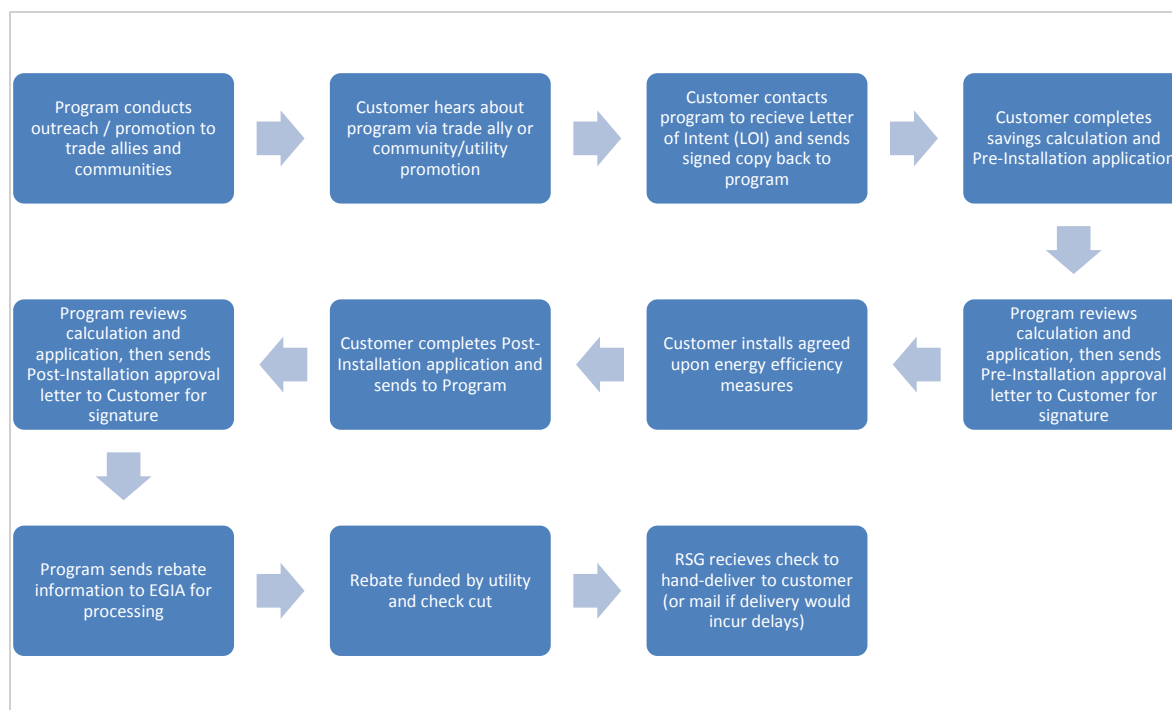 Program conducts
outreach / promotion to
trade allies and
communities
Customer hears about
program via trade ally or
community/utility
promotion
Customer contacts
program to recieve Letter
of Intent (LOI) and sends
signed copy back to
program
Customer completes
savings calculation and
Pre-Installation application
Program reviews
calculation and
application, then sends
Pre-Installation approval
letter to Customer for
signature
Customer installs agreed
upon energy efficiency
measures
Customer completes Post-
Installation application and
sends to Program
Program reviews
calculation and
application, then sends
Post-Installation approval
letter to Customer for
signature
Program sends rebate
information to EGIA for
processing
Rebate funded by utility
and check cut
RSG recieves check to
hand-deliver to customer
(or mail if delivery would
incur delays)